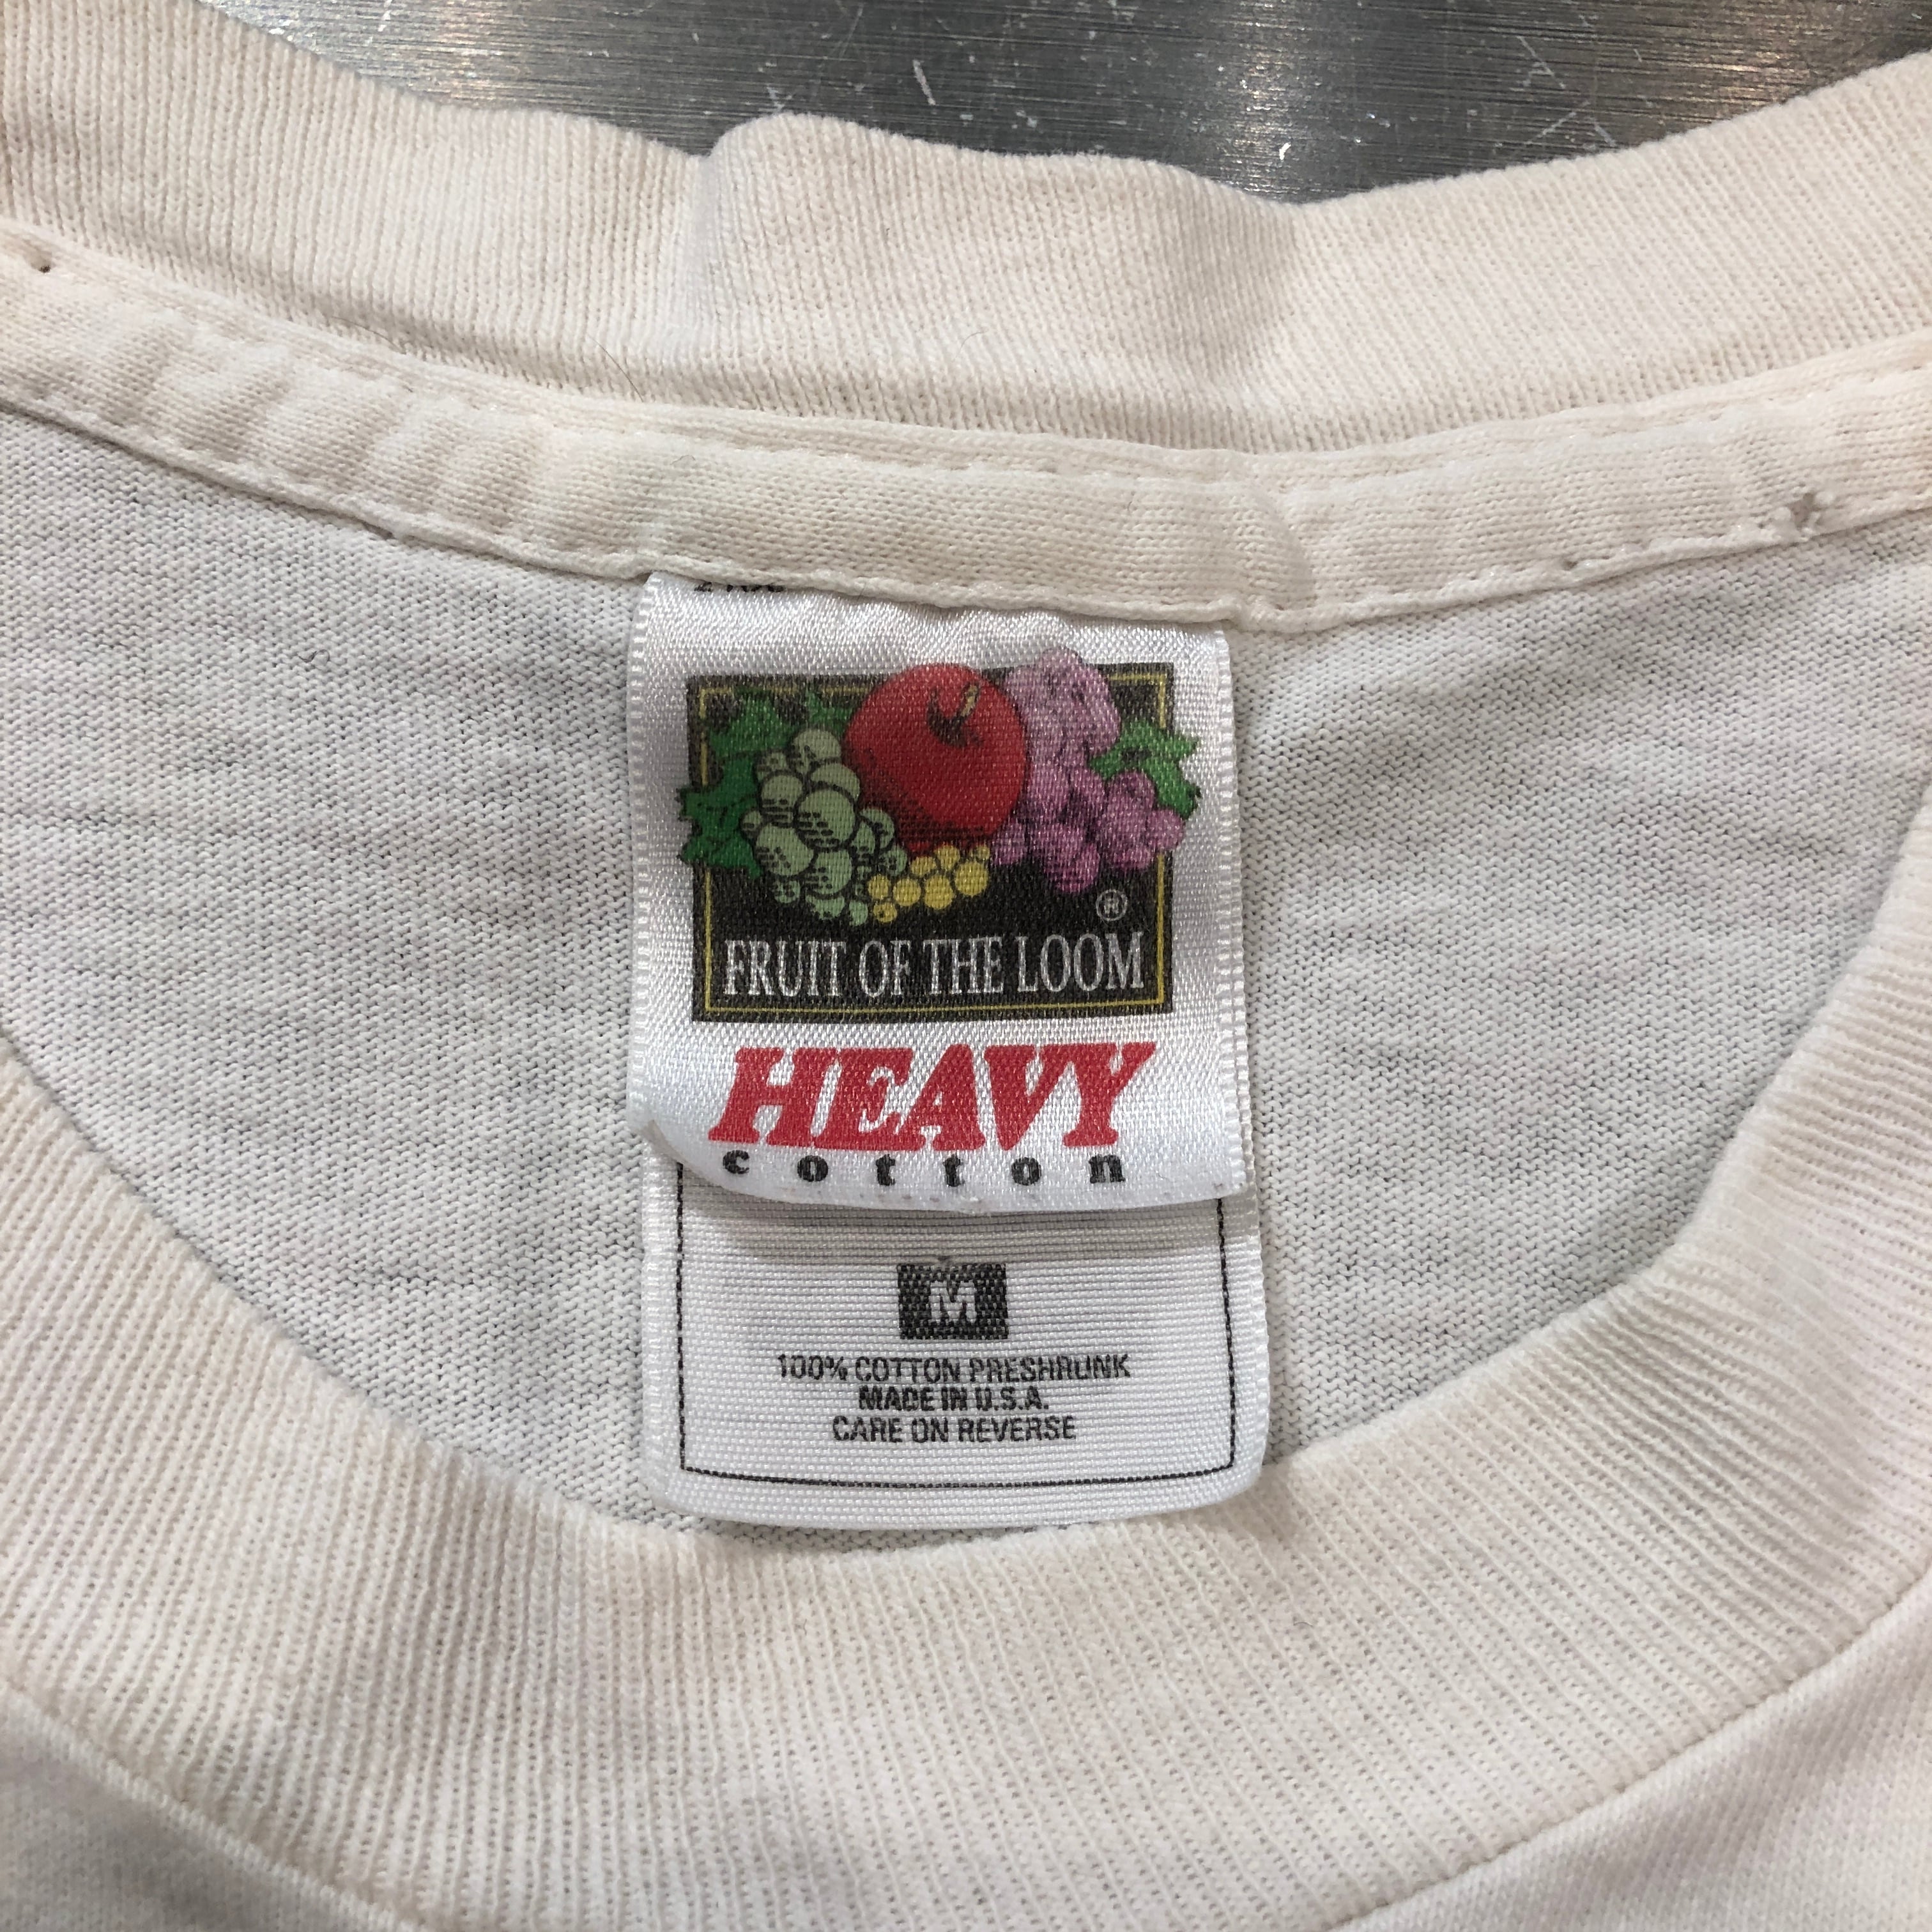 ®
FRUIT OF THE LOOM
HEAVY
cotton
M
100% COTTON PRESHRUNK
MADE IN U.S.A.
CARE ON REVERSE